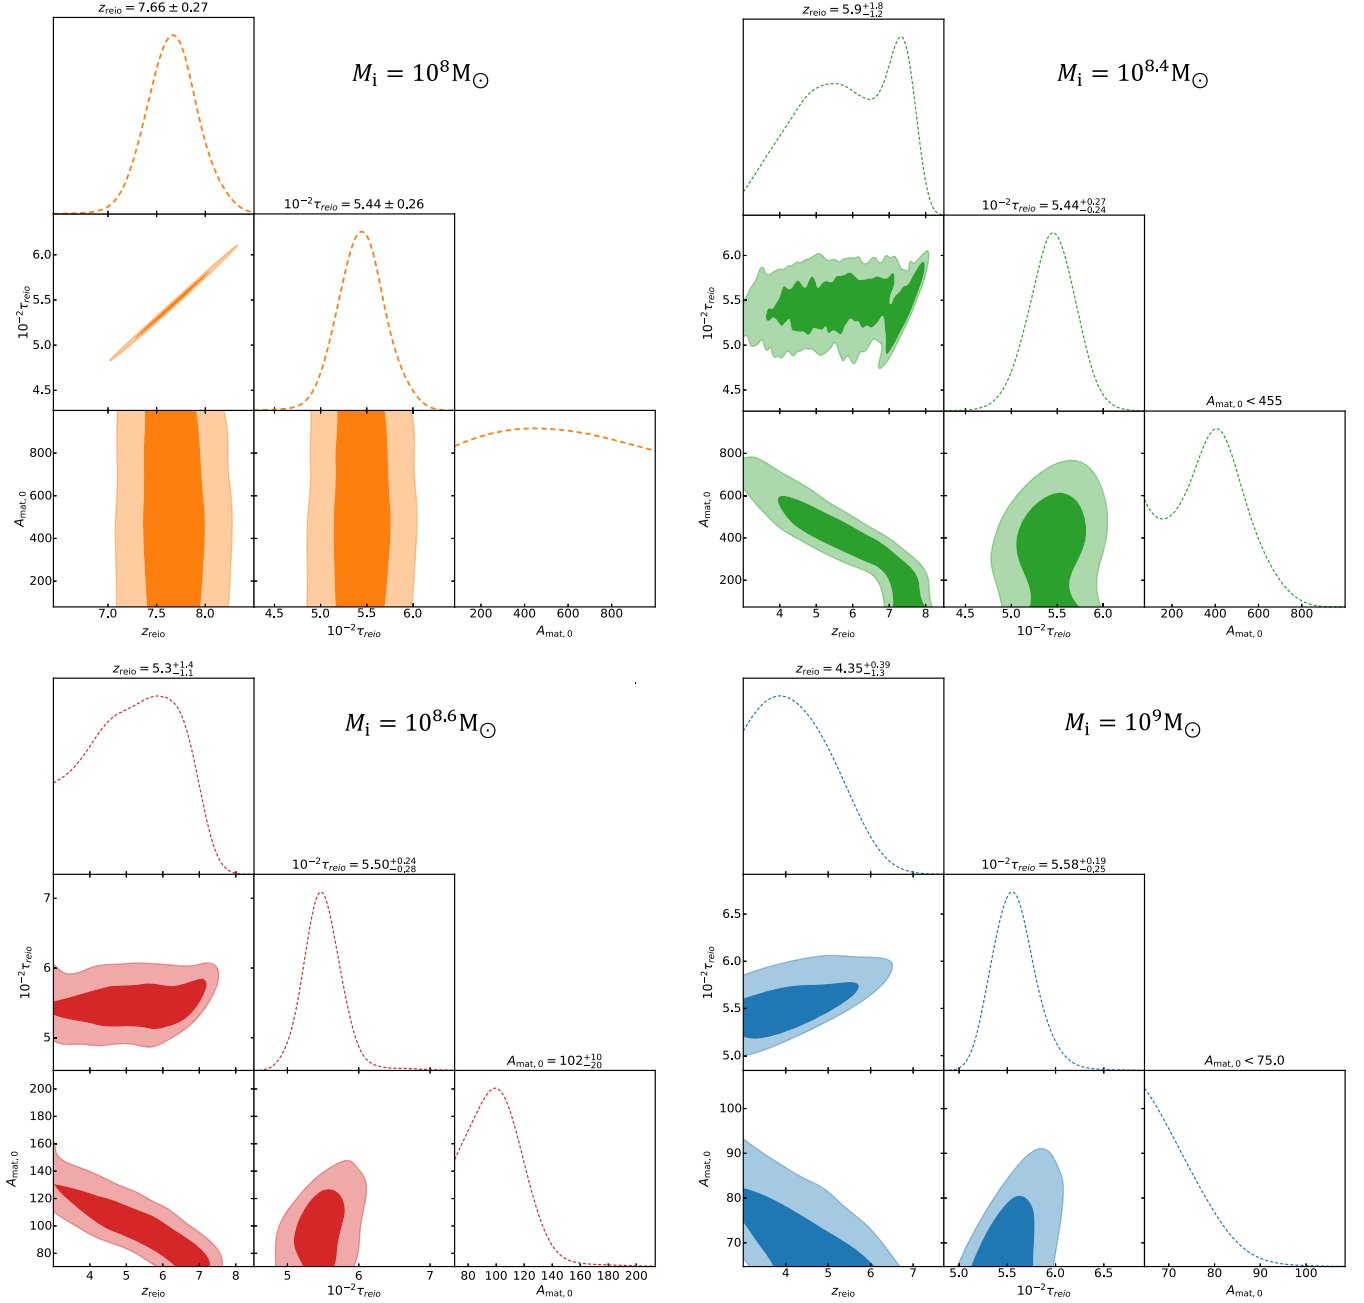 z_reio = 7.66 ± 0.27
M_i = 10^8 M_⊙
10^−2 τ_reio = 5.44 ± 0.26
6.0
5.5
5.0
4.5
10^−2 τ_reio
800
600
400
200
A_mat, 0
7.0 7.5 8.0
z_reio
4.5 5.0 5.5 6.0
10^−2 τ_reio
200 400 600 800
A_mat, 0
z_reio = 5.9^+1.8_−1.2
M_i = 10^8.4 M_⊙
10^−2 τ_reio = 5.44^+0.27_−0.24
6.0
5.5
5.0
4.5
10^−2 τ_reio
A_mat, 0 < 455
800
600
400
200
A_mat, 0
4 5 6 7 8
z_reio
4.5 5.0 5.5 6.0
10^−2 τ_reio
200 400 600 800
A_mat, 0
z_reio = 5.3^+1.4_−1.1
M_i = 10^8.6 M_⊙
10^−2 τ_reio = 5.50^+0.24_−0.28
7
6
5
10^−2 τ_reio
A_mat, 0 = 102^+10_−20
200
180
160
140
120
100
80
A_mat, 0
4 5 6 7 8
z_reio
5 6 7
10^−2 τ_reio
80 100 120 140 160 180 200
A_mat, 0
z_reio = 4.35^+0.39_−1.3
M_i = 10^9 M_⊙
10^−2 τ_reio = 5.58^+0.19_−0.25
6.5
6.0
5.5
5.0
10^−2 τ_reio
A_mat, 0 < 75.0
100
90
80
70
A_mat, 0
4 5 6 7
z_reio
5.0 5.5 6.0 6.5
10^−2 τ_reio
70 80 90 100
A_mat, 0